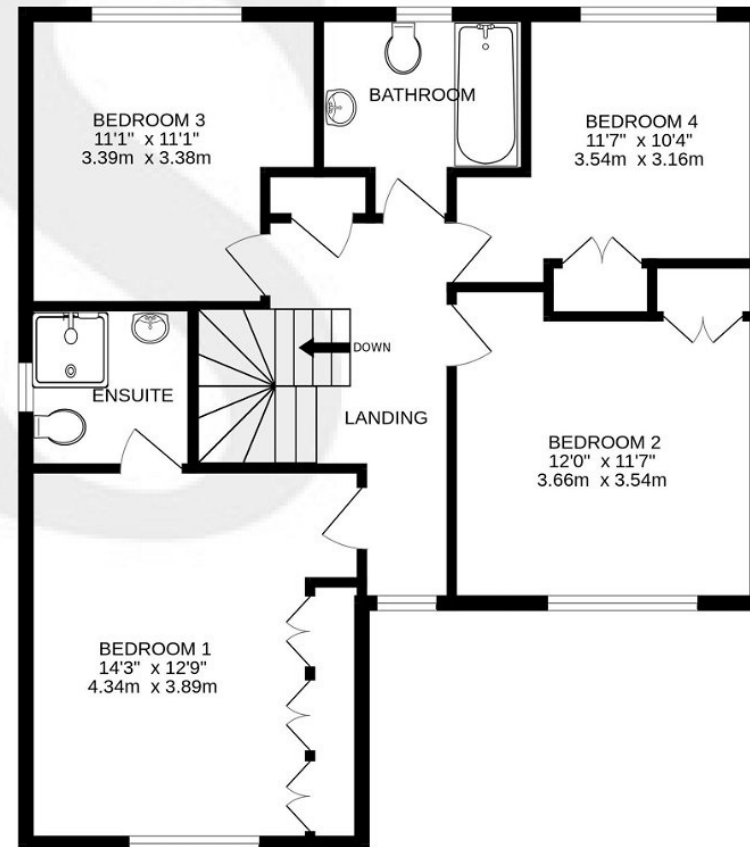 BEDROOM 3
11'1" x 11'1"
3.39m x 3.38m
BATHROOM
BEDROOM 4
11'7" x 10'4"
3.54m x 3.16m
ENSUITE
DOWN
LANDING
BEDROOM 2
12'0" x 11'7"
3.66m x 3.54m
BEDROOM 1
14'3" x 12'9"
4.34m x 3.89m